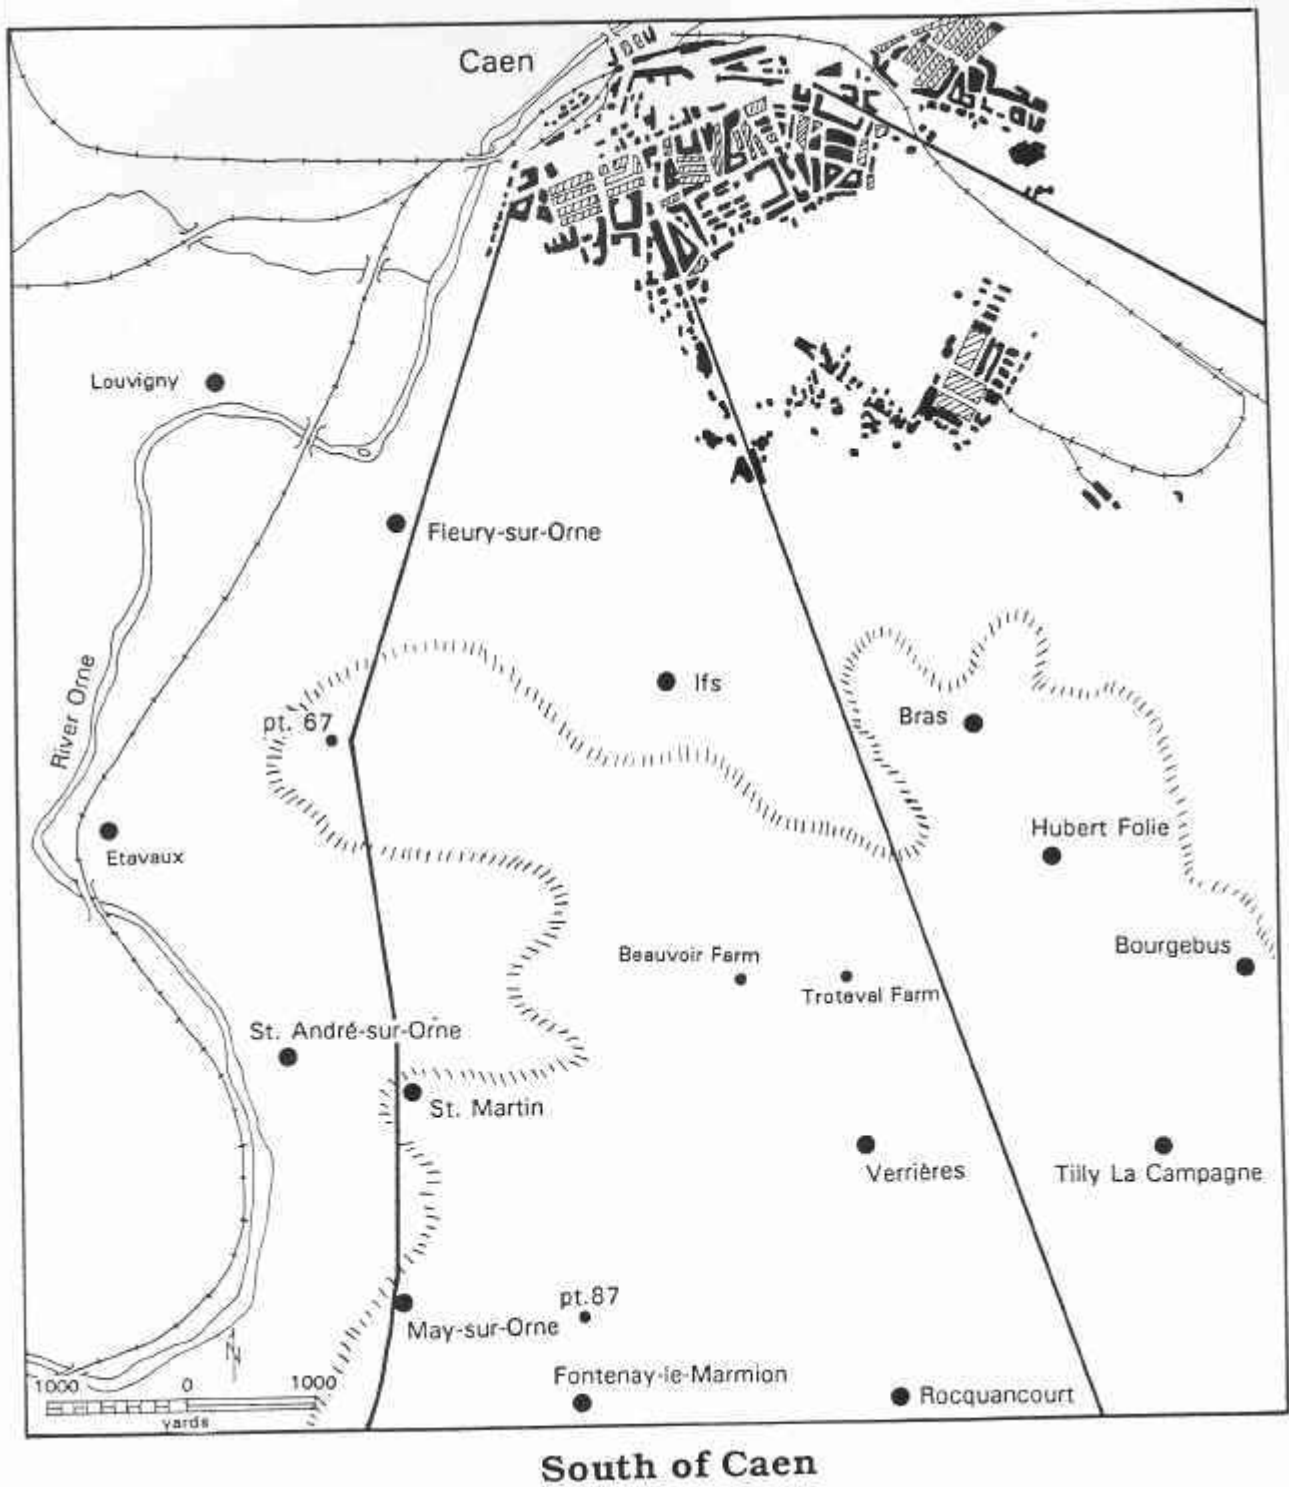 Caen
Louvigny
Fleury-sur-Orne
River Orne
Ifs
pt. 67
Bras
Hubert Folie
Etavaux
Bourgebus
Beauvoir Farm
Troteval Farm
St. André-sur-Orne
St. Martin
Verrières
Tilly La Campagne
pt.87
May-sur-Orne
N
Fontenay-le-Marmion
1000 0 1000
Rocquancourt
yards
South of Caen